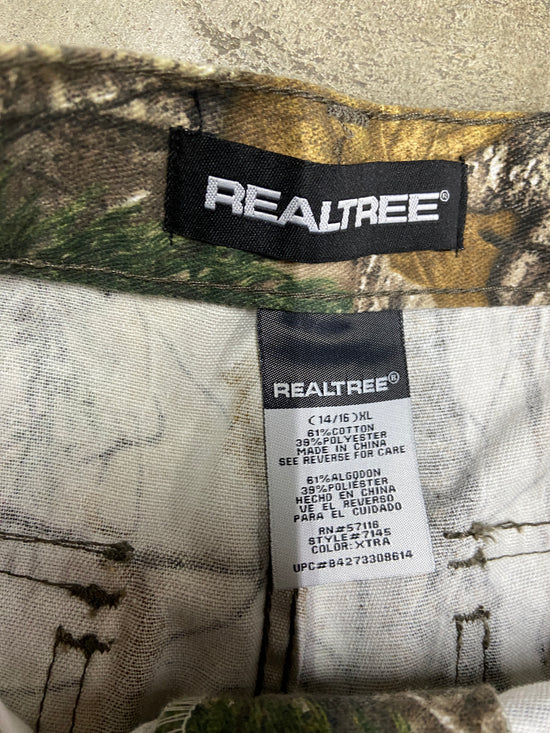 REALTREE®
REALTREE®
(14/16)XL
61%COTTON
39%POLYESTER
MADE IN CHINA
SEE REVERSE FOR CARE
61%ALGODON
39%POLIÉSTER
HECHO EN CHINA
VE EL REVERSO
PARA EL CUIDADO
RN#57116
STYLE#7145
COLOR:XTRA
UPC#84273308614